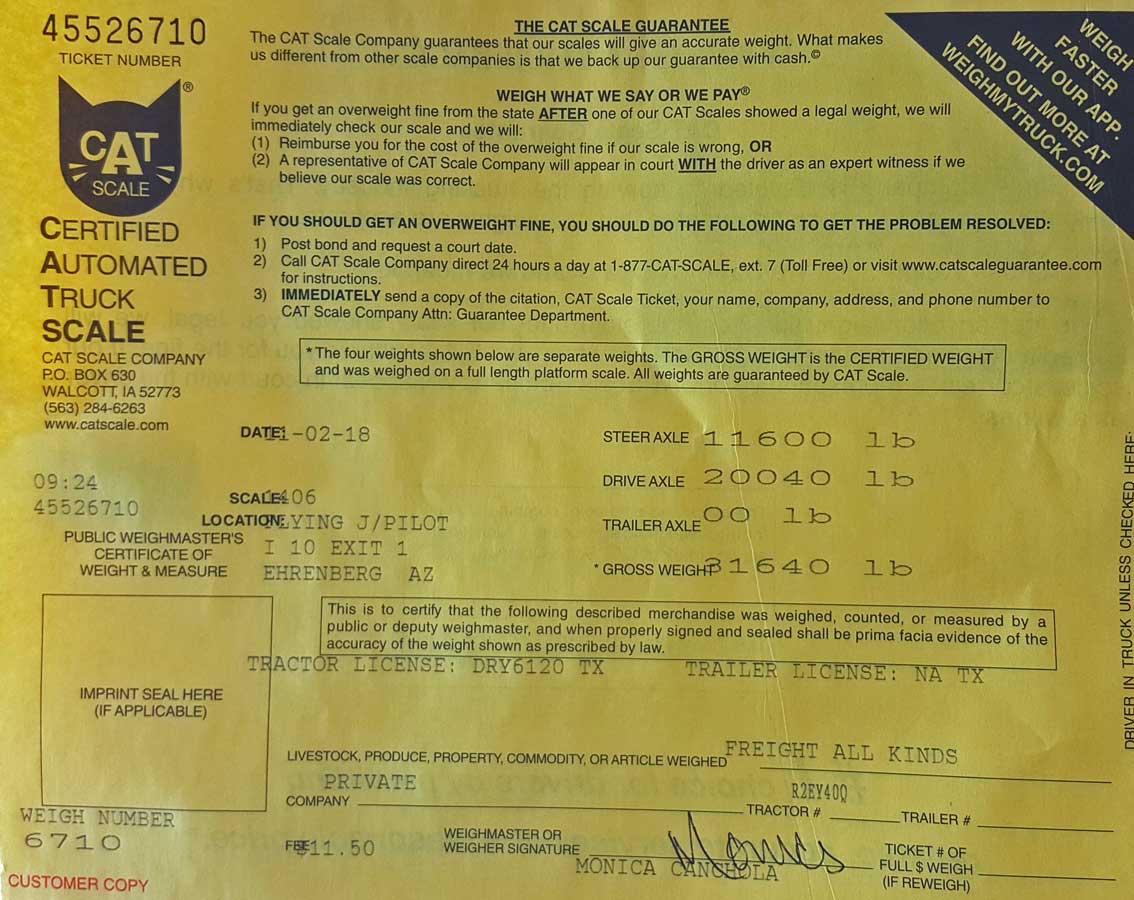 45526710
TICKET NUMBER
CAT
SCALE
®
CERTIFIED
AUTOMATED
TRUCK
SCALE
CAT SCALE COMPANY
P.O. BOX 630
WALCOTT, IA 52773
(563) 284-6263
www.catscale.com
THE CAT SCALE GUARANTEE
The CAT Scale Company guarantees that our scales will give an accurate weight. What makes
us different from other scale companies is that we back up our guarantee with cash.©
WEIGH WHAT WE SAY OR WE PAY®
If you get an overweight fine from the state AFTER one of our CAT Scales showed a legal weight, we will
immediately check our scale and we will:
(1) Reimburse you for the cost of the overweight fine if our scale is wrong, OR
(2) A representative of CAT Scale Company will appear in court WITH the driver as an expert witness if we
believe our scale was correct.
IF YOU SHOULD GET AN OVERWEIGHT FINE, YOU SHOULD DO THE FOLLOWING TO GET THE PROBLEM RESOLVED:
1) Post bond and request a court date.
2) Call CAT Scale Company direct 24 hours a day at 1-877-CAT-SCALE, ext. 7 (Toll Free) or visit www.catscaleguarantee.com
for instructions.
3) IMMEDIATELY send a copy of the citation, CAT Scale Ticket, your name, company, address, and phone number to
CAT Scale Company Attn: Guarantee Department.
WEIGH
FASTER
WITH OUR APP.
FIND OUT MORE AT
WEIGHMYTRUCK.COM
* The four weights shown below are separate weights. The GROSS WEIGHT is the CERTIFIED WEIGHT
and was weighed on a full length platform scale. All weights are guaranteed by CAT Scale.
DATE: 11-02-18
STEER AXLE 11600 lb
09:24
DRIVE AXLE 20040 lb
45526710
SCALE: 1406
LOCATION: FLYING J/PILOT
TRAILER AXLE 00 lb
PUBLIC WEIGHMASTER'S
CERTIFICATE OF
WEIGHT & MEASURE
I 10 EXIT 1
EHRENBERG AZ
* GROSS WEIGHT 31640 lb
This is to certify that the following described merchandise was weighed, counted, or measured by a
public or deputy weighmaster, and when properly signed and sealed shall be prima facia evidence of the
accuracy of the weight shown as prescribed by law.
TRACTOR LICENSE: DRY6120 TX TRAILER LICENSE: NA TX
IMPRINT SEAL HERE
(IF APPLICABLE)
LIVESTOCK, PRODUCE, PROPERTY, COMMODITY, OR ARTICLE WEIGHED FREIGHT ALL KINDS
PRIVATE R2EY40Q
COMPANY TRACTOR # TRAILER #
WEIGH NUMBER
6710
FEE $11.50
WEIGHMASTER OR
WEIGHER SIGNATURE
Monica
MONICA CANCHOLA
TICKET # OF
FULL $ WEIGH
(IF REWEIGH)
CUSTOMER COPY
DRIVER IN TRUCK UNLESS CHECKED HERE: